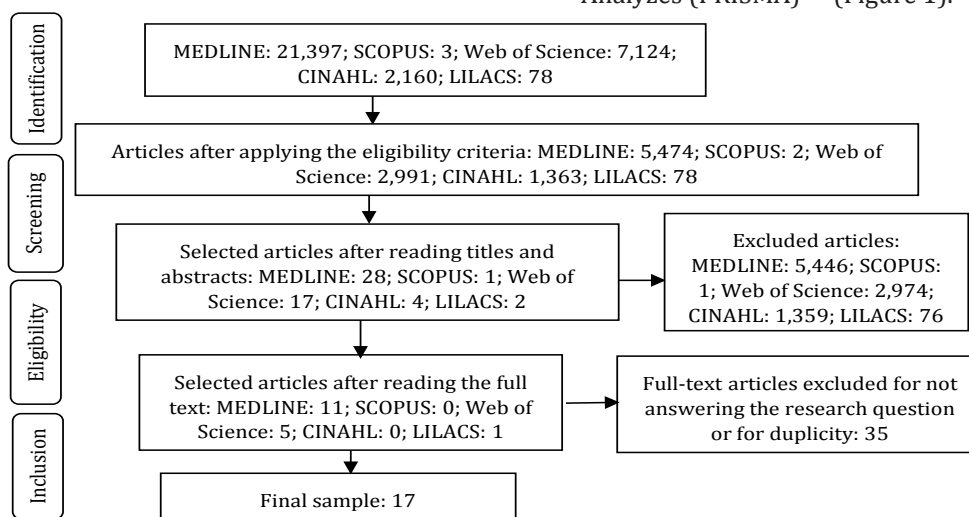 Analyzes (PRISMA) (Figure 1).
Identification
MEDLINE: 21,397; SCOPUS: 3; Web of Science: 7,124;
CINAHL: 2,160; LILACS: 78
Articles after applying the eligibility criteria: MEDLINE: 5,474; SCOPUS: 2; Web of
Science: 2,991; CINAHL: 1,363; LILACS: 78
Screening
Selected articles after reading titles and
abstracts: MEDLINE: 28; SCOPUS: 1; Web of
Science: 17; CINAHL: 4; LILACS: 2
Excluded articles:
MEDLINE: 5,446; SCOPUS:
1; Web of Science: 2,974;
CINAHL: 1,359; LILACS: 76
Eligibility
Selected articles after reading the full
text: MEDLINE: 11; SCOPUS: 0; Web of
Science: 5; CINAHL: 0; LILACS: 1
Full-text articles excluded for not
answering the research question
or for duplicity: 35
Inclusion
Final sample: 17